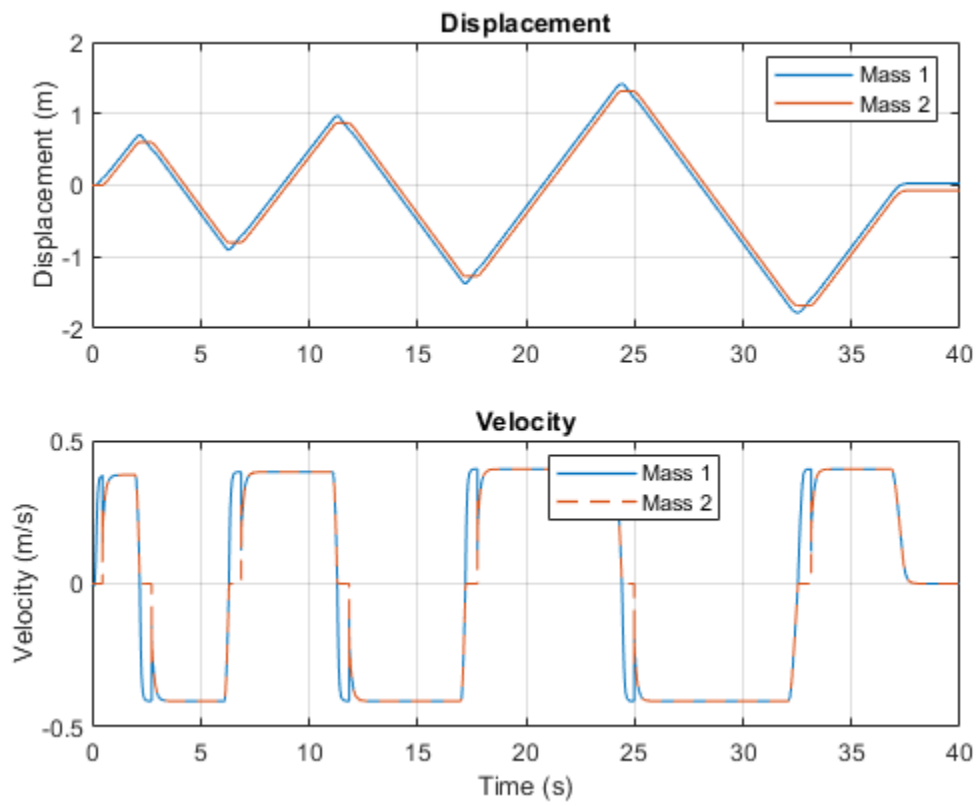 Displacement
2
1
0
-1
-2
Displacement (m)
Mass 1
Mass 2
0 5 10 15 20 25 30 35 40
Velocity
0.5
0
-0.5
Velocity (m/s)
Mass 1
Mass 2
0 5 10 15 20 25 30 35 40
Time (s)